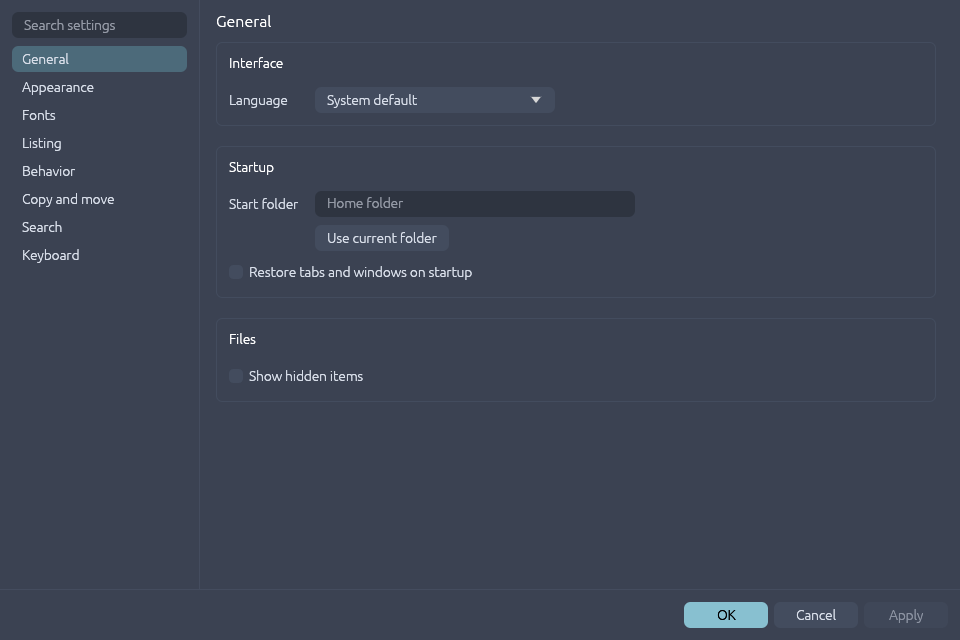 Search settings
General
Appearance
Fonts
Listing
Behavior
Copy and move
Search
Keyboard
General
Interface
Language System default
Startup
Start folder Home folder
Use current folder
Restore tabs and windows on startup
Files
Show hidden items
OK Cancel Apply